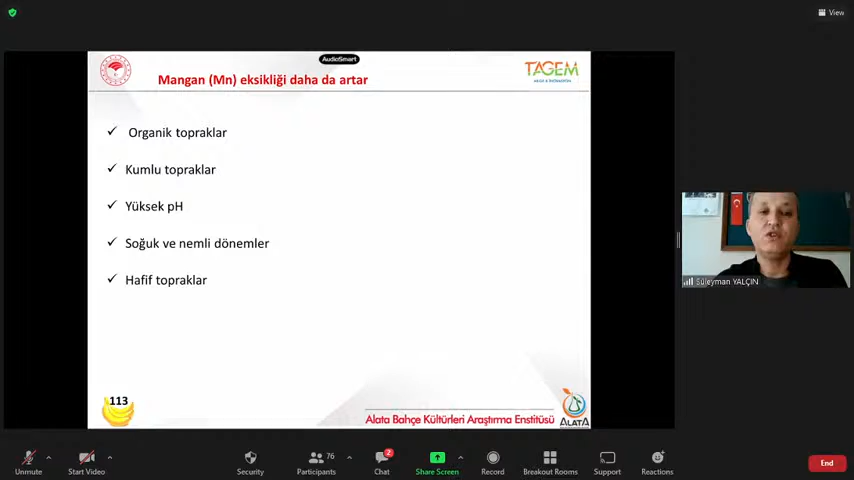 View
AudioSmart
Mangan (Mn) eksikliği daha da artar
TAGEM
✓ Organik topraklar
✓ Kumlu topraklar
✓ Yüksek pH
✓ Soğuk ve nemli dönemler
✓ Hafif topraklar
113
Alata Bahçe Kültürleri Araştırma Enstitüsü
ALATA
Süleyman YALÇIN
Unmute
Start Video
Security
Participants
76
Chat
2
Share Screen
Record
Breakout Rooms
Support
Reactions
End